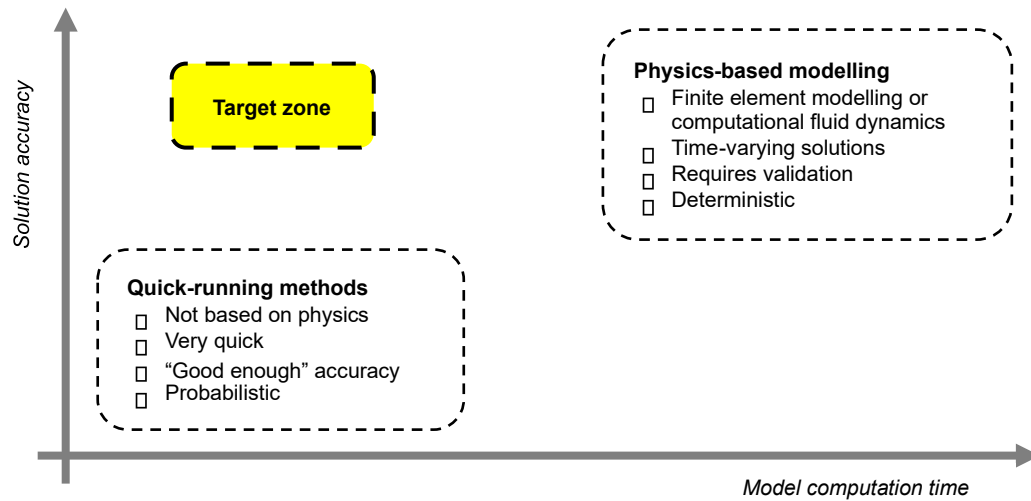 Solution accuracy
Target zone
Physics-based modelling
Finite element modelling or
computational fluid dynamics
Time-varying solutions
Requires validation
Deterministic
Quick-running methods
Not based on physics
Very quick
“Good enough” accuracy
Probabilistic
Model computation time